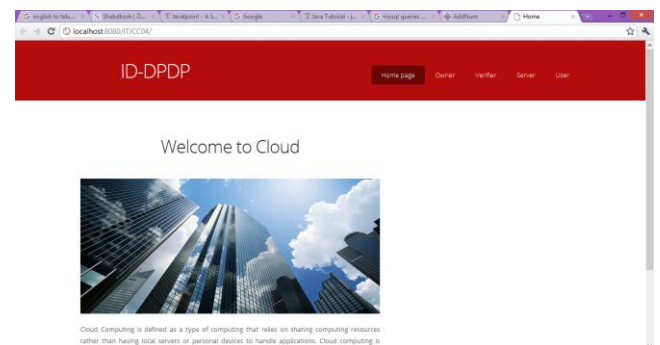 G english to telu...
S Shabdkosh | ...
T Javatpoint - A S...
G Google
T Java Tutorial - j...
G mysql queries ...
AddNum
Home
localhost:8080/ITJCC04/
ID-DPDP
Home page Owner Verifier Server User
Welcome to Cloud
Cloud Computing is defined as a type of computing that relies on sharing computing resources
rather than having local servers or personal devices to handle applications. Cloud computing is